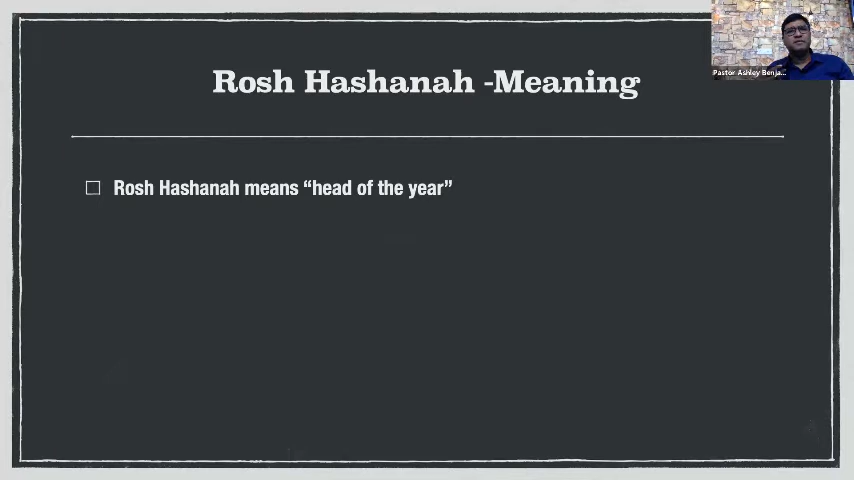 Rosh Hashanah -Meaning
Rosh Hashanah means “head of the year”
Pastor Ashley Benja...